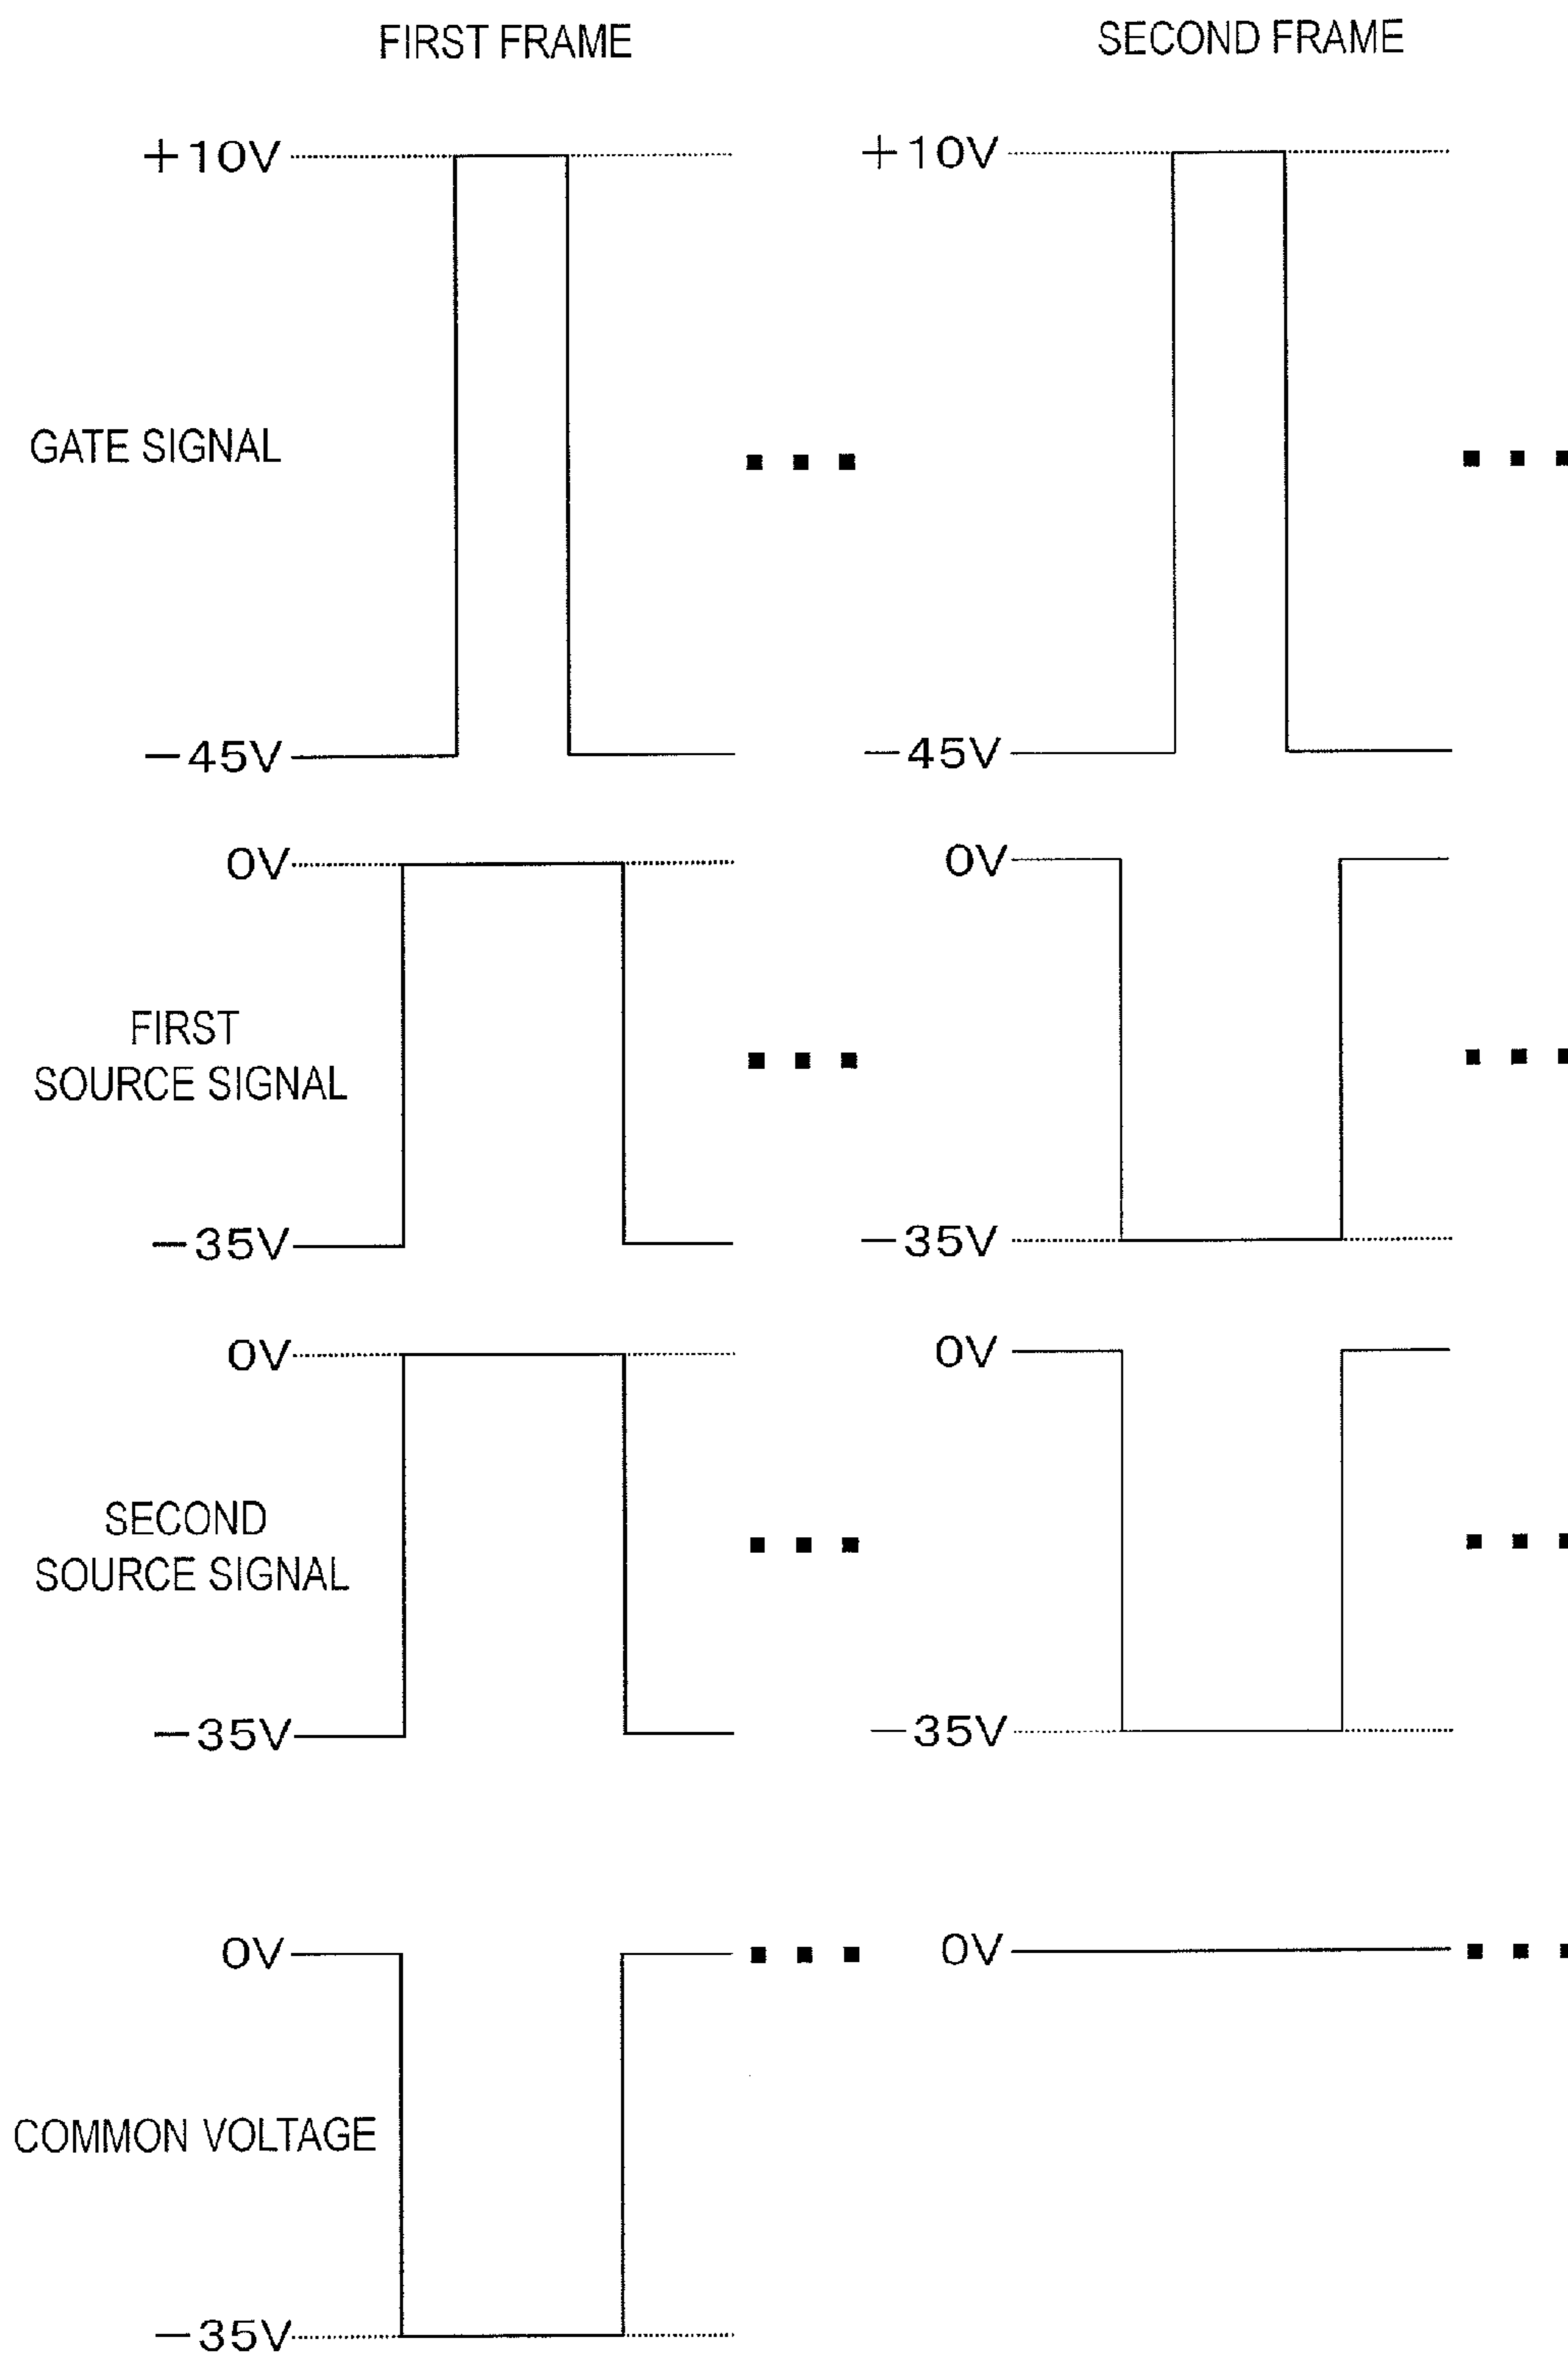 FIRST FRAME
SECOND FRAME
+10V
+10V
GATE SIGNAL
−45V
−45V
0V
0V
FIRST
SOURCE SIGNAL
−35V
−35V
0V
0V
SECOND
SOURCE SIGNAL
−35V
−35V
0V
0V
COMMON VOLTAGE
−35V